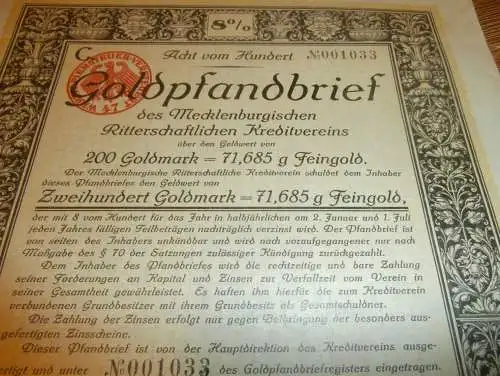 8%
C
Acht vom Hundert № 001033
Goldpfandbrief
des Mecklenburgischen
Ritterschaftlichen Kreditvereins
über den Geldwert von
200 Goldmark = 71,685 g Feingold.
Der Mecklenburgische Ritterschaftliche Kreditverein schuldet dem Inhaber
dieses Pfandbriefes den Geldwert von
Zweihundert Goldmark = 71,685 g Feingold,
der mit 8 vom Hundert für das Jahr in halbjährlichen am 2. Januar und 1. Juli
jeden Jahres fälligen Teilbeträgen nachträglich verzinst wird. Der Pfandbrief ist
von seiten des Inhabers unkündbar und wird nach vorausgegangener nur nach
Maßgabe des § 70 der Satzungen zulässiger Kündigung zurückgezahlt.
Dem Inhaber des Pfandbriefes wird die rechtzeitige und bare Zahlung
seiner Forderungen an Kapital und Zinsen zur Verfallzeit vom Verein in
seiner Gesamtheit gewährleistet. Es haften ihm hierfür die zum Kreditverein
verbundenen Grundbesitzer mit ihrem Grundbesitz als Gesamtschuldner.
Die Zahlung der Zinsen erfolgt nur gegen Beibringung der besonders aus-
gefertigten Zinsscheine.
Dieser Pfandbrief ist von der Hauptdirektion des Kreditvereins ausge-
fertigt und unter № 001033 des Goldpfandbriefregisters eingetragen.